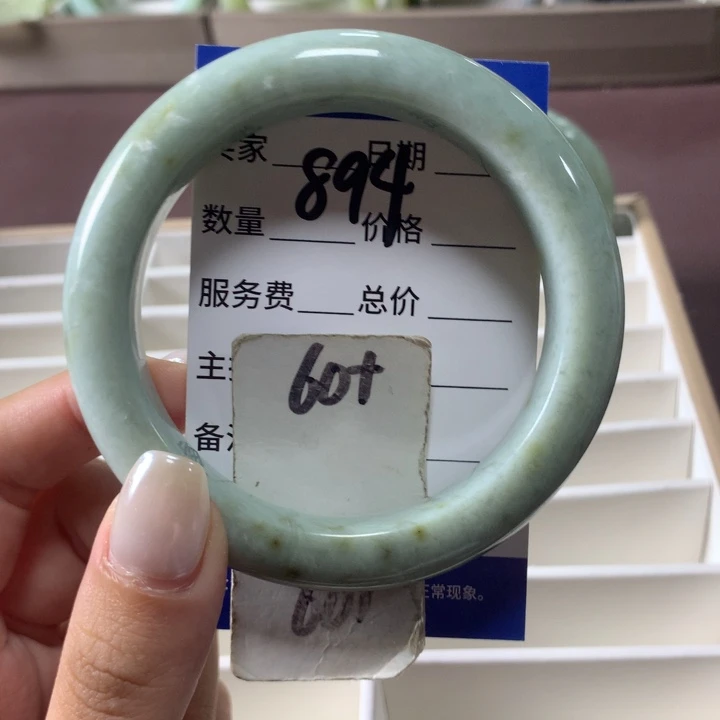 家 894 日期
数量 价格
服务费 总价
主
60+
备
正常现象。